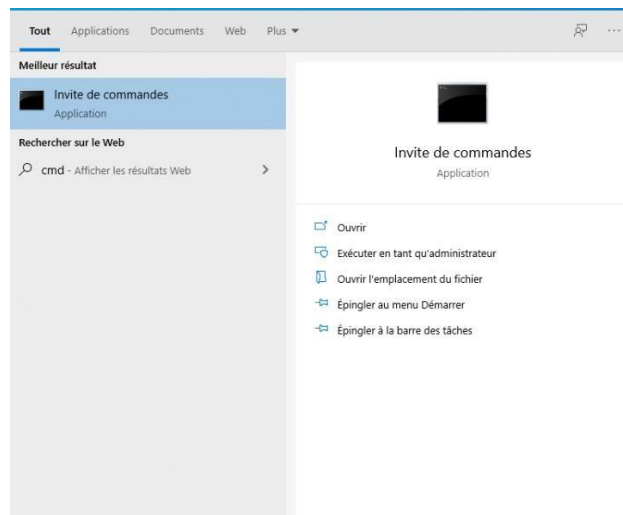 Tout Applications Documents Web Plus
Meilleur résultat
Invite de commandes
Application
Rechercher sur le Web
cmd - Afficher les résultats Web
Invite de commandes
Application
Ouvrir
Exécuter en tant qu'administrateur
Ouvrir l'emplacement du fichier
Épingler au menu Démarrer
Épingler à la barre des tâches